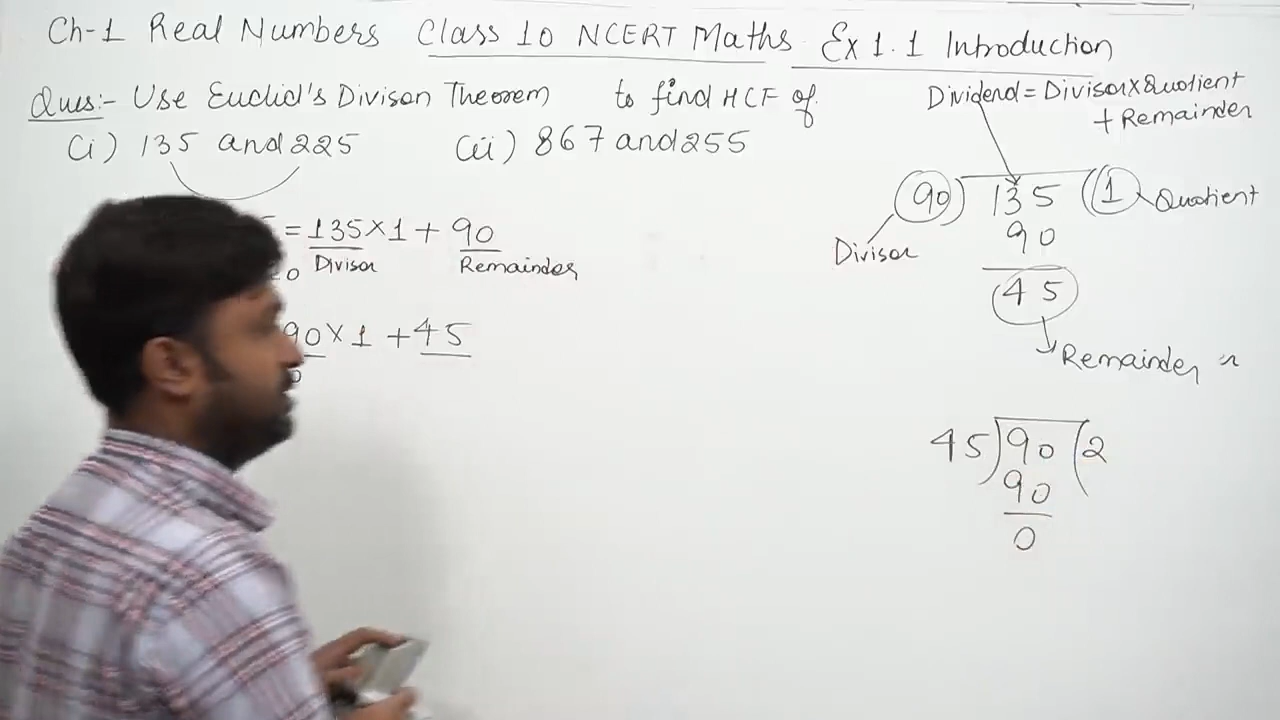 Ch-1 Real Numbers Class 10 NCERT Maths Ex 1.1 Introduction
Ques:- Use Euclid's Divison Theorem to find HCF of
(i) 135 and 225 (iii) 867 and 255
Dividend = Divisor x Quotient
+ Remainder
90) 135 (1 Quotient
90
45
Divisor
Remainder
= 135 × 1 + 90
Divisor Remainder
90 × 1 + 45
45) 90 (2
90
0